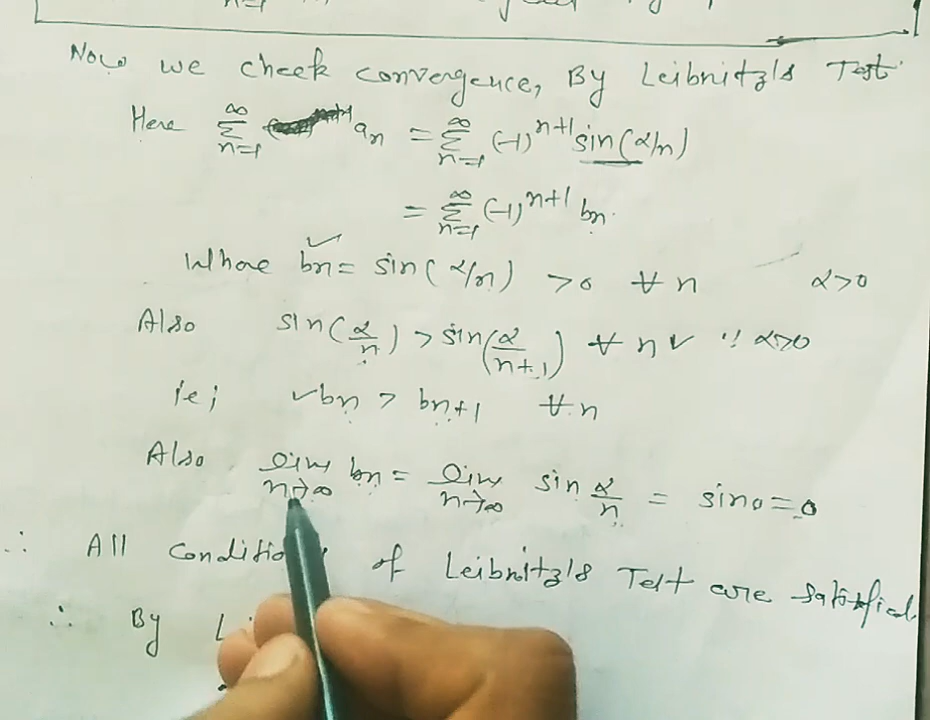 Now we check convergence, By Leibnitz's Test.
Here ∑_{n=1}^{∞} a_n = ∑_{n=1}^{∞} (-1)^{n+1} sin(α/n)
= ∑_{n=1}^{∞} (-1)^{n+1} b_n.
Where b_n = sin(α/n) > 0 ∀ n α>0
Also sin(α/n) > sin(α/(n+1)) ∀ n ✓ ∵ α>0
ie; ✓ b_n > b_{n+1} ∀ n
Also lim_{n→∞} b_n = lim_{n→∞} sin α/n = sin 0 = 0
∴ All of Leibnitz's Test are satisfied
∴ By L